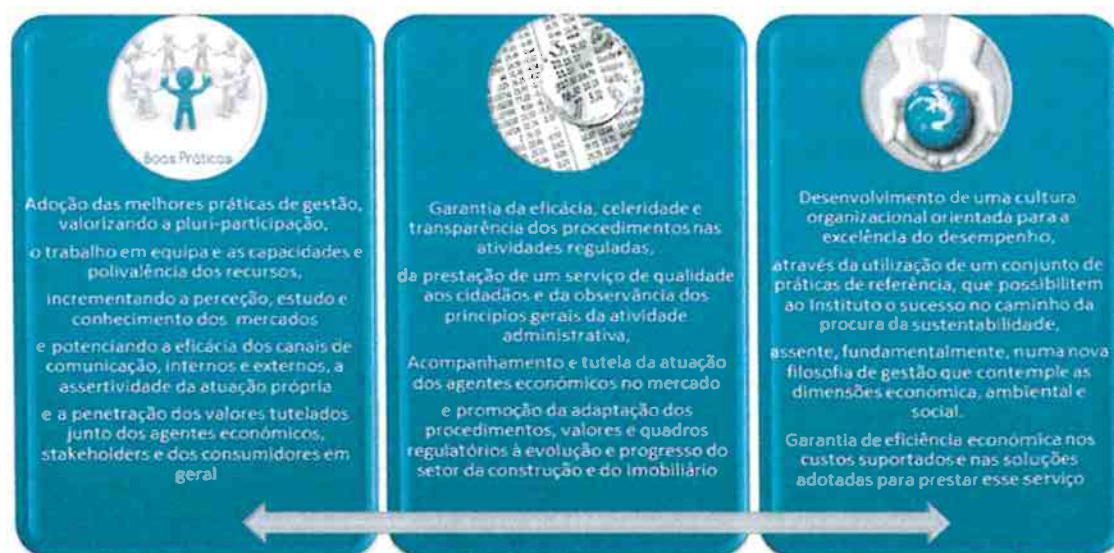 Boas Práticas
Adoção das melhores práticas de gestão,
valorizando a pluri-participação,
o trabalho em equipa e as capacidades e
polivalência dos recursos,
incrementando a perceção, estudo e
conhecimento dos mercados
e potenciando a eficácia dos canais de
comunicação, internos e externos, a
assertividade da atuação própria
e a penetração dos valores tutelados
junto dos agentes económicos,
stakeholders e dos consumidores em
geral
Garantia da eficácia, celeridade e
transparência dos procedimentos nas
atividades reguladas,
da prestação de um serviço de qualidade
aos cidadãos e da observância dos
princípios gerais da atividade
administrativa,
Acompanhamento e tutela da atuação
dos agentes económicos no mercado
e promoção da adaptação dos
procedimentos, valores e quadros
regulatórios à evolução e progresso do
setor da construção e do imobiliário
Desenvolvimento de uma cultura
organizacional orientada para a
excelência do desempenho,
através da utilização de um conjunto de
práticas de referência, que possibilitem
ao Instituto o sucesso no caminho da
procura da sustentabilidade,
assente, fundamentalmente, numa nova
filosofia de gestão que contemple as
dimensões económica, ambiental e
social.
Garantia de eficiência económica nos
custos suportados e nas soluções
adotadas para prestar esse serviço